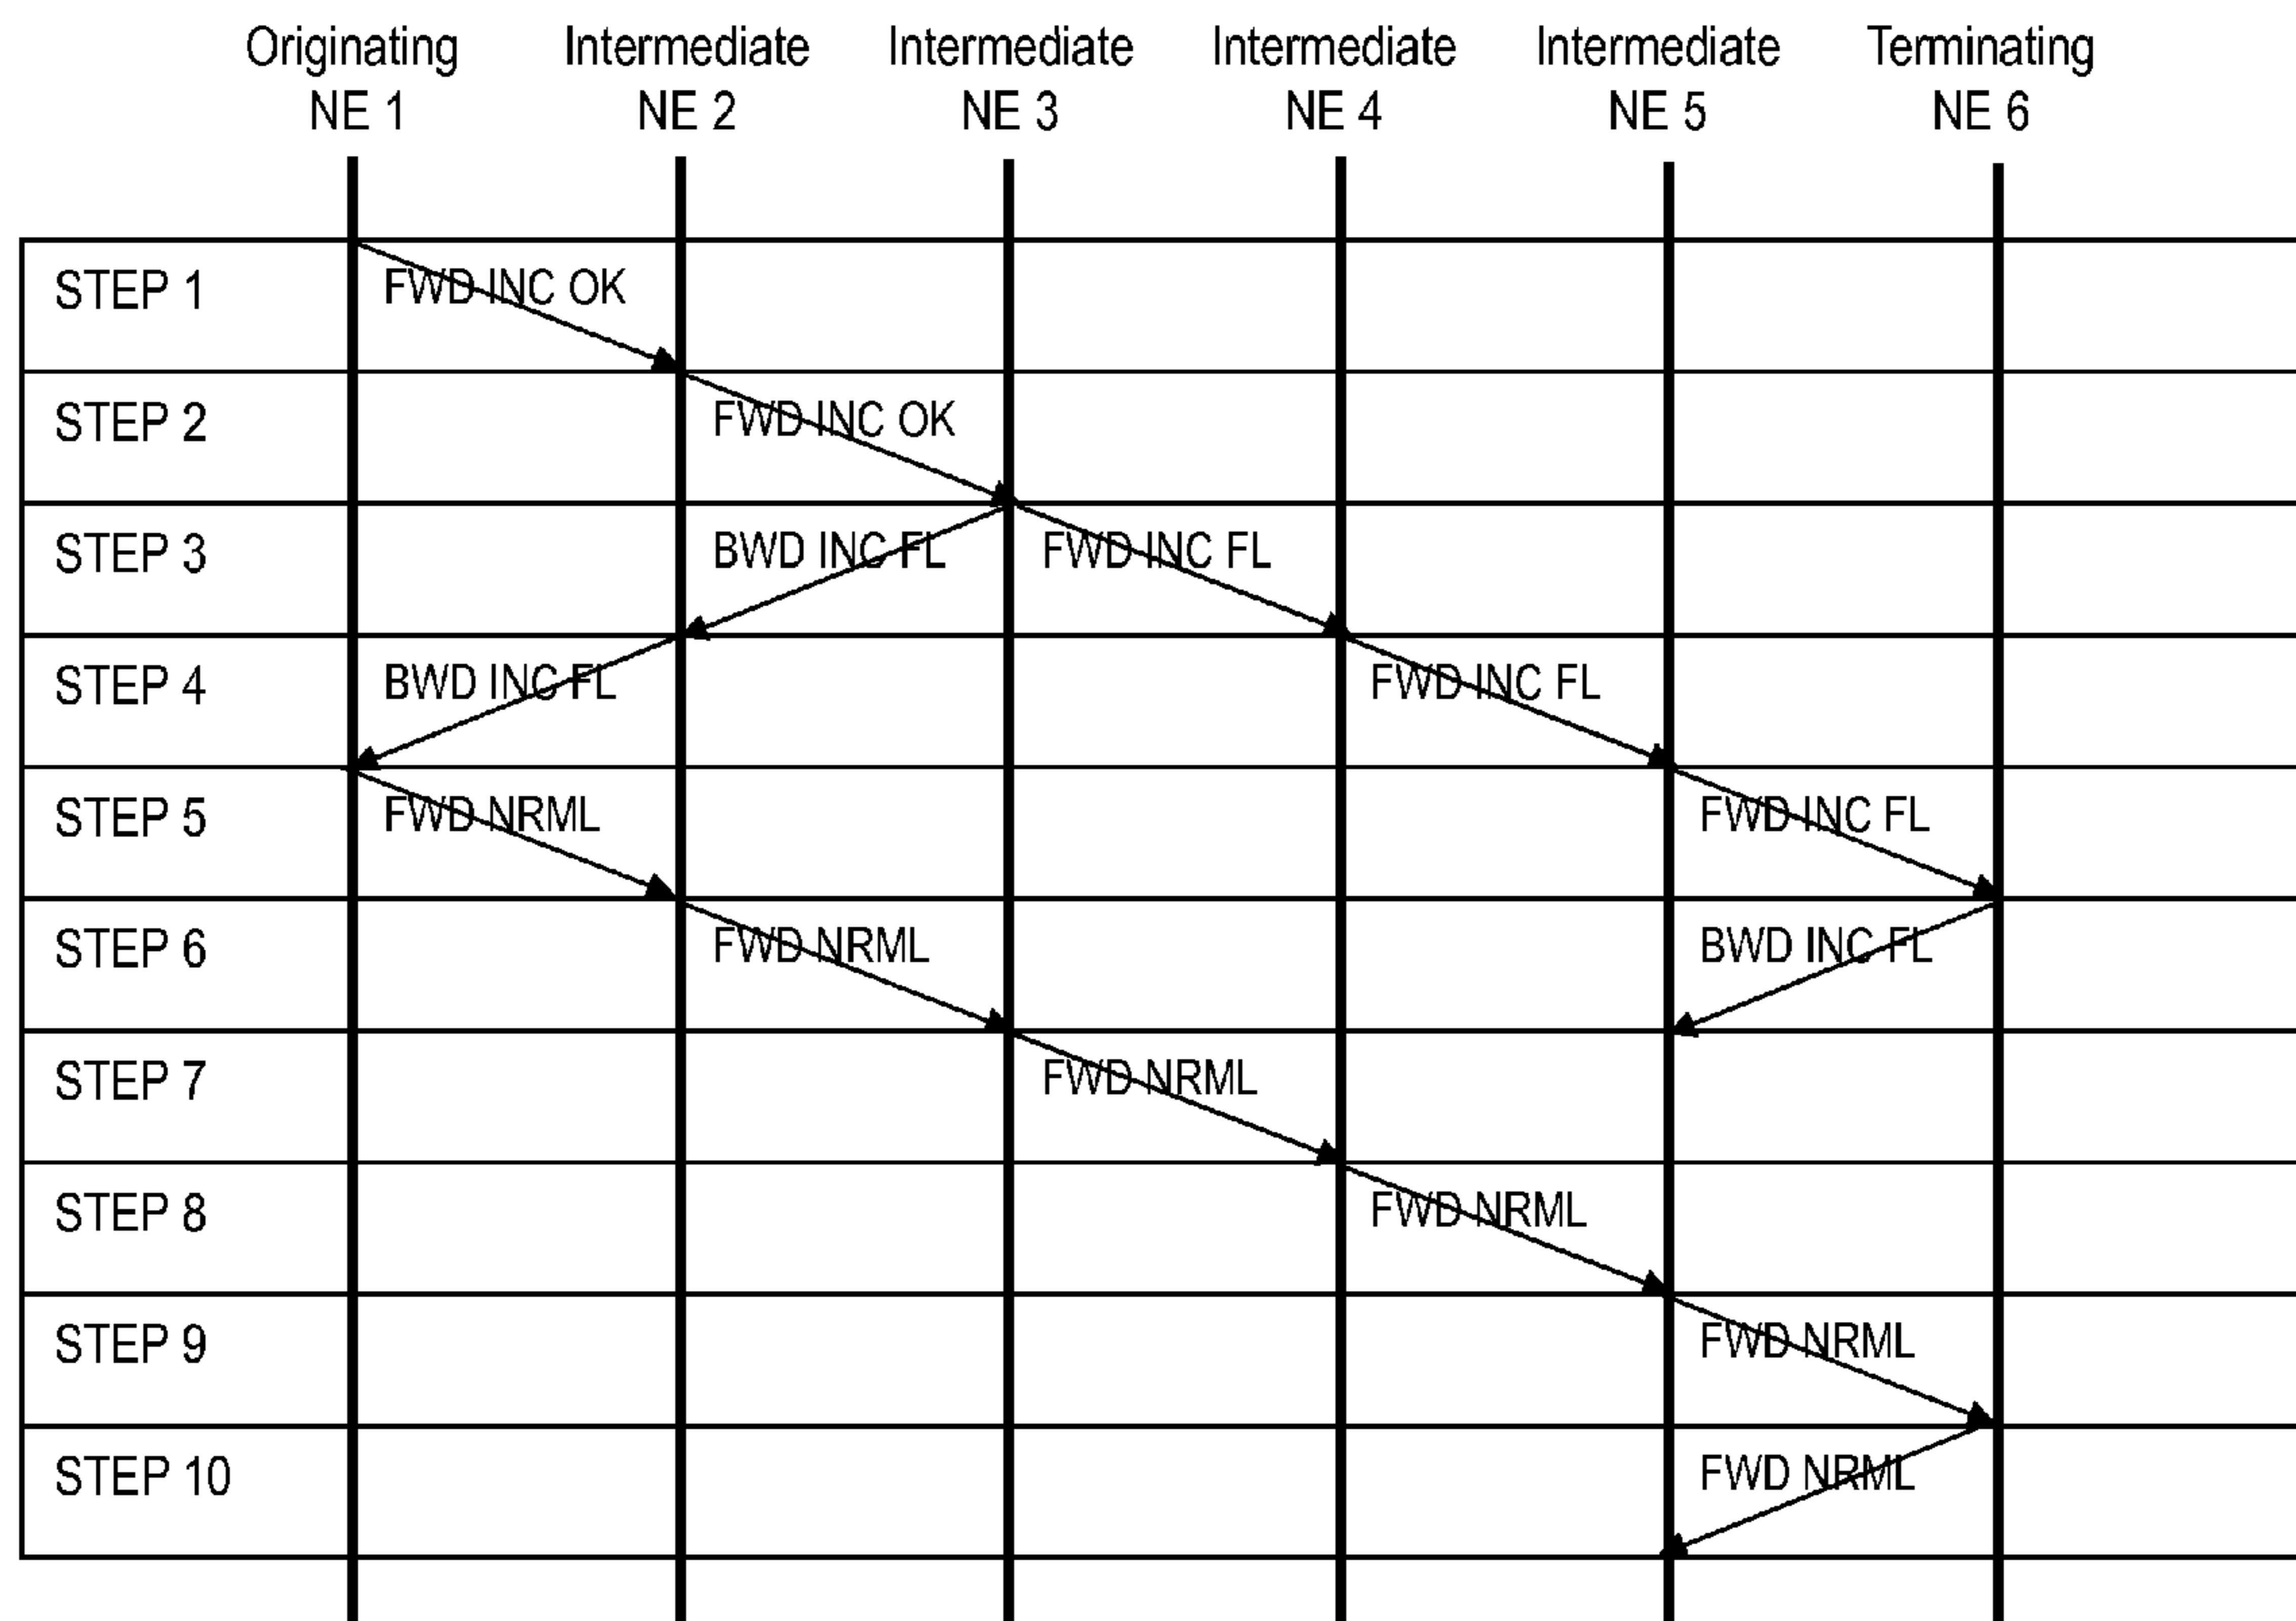 Originating Intermediate Intermediate Intermediate Intermediate Terminating
NE 1 NE 2 NE 3 NE 4 NE 5 NE 6
STEP 1 FWD INC OK
STEP 2 FWD INC OK
STEP 3 BWD INC FL FWD INC FL
STEP 4 BWD INC FL FWD INC FL
STEP 5 FWD NRML FWD INC FL
STEP 6 FWD NRML BWD INC FL
STEP 7 FWD NRML
STEP 8 FWD NRML
STEP 9 FWD NRML
STEP 10 FWD NRML